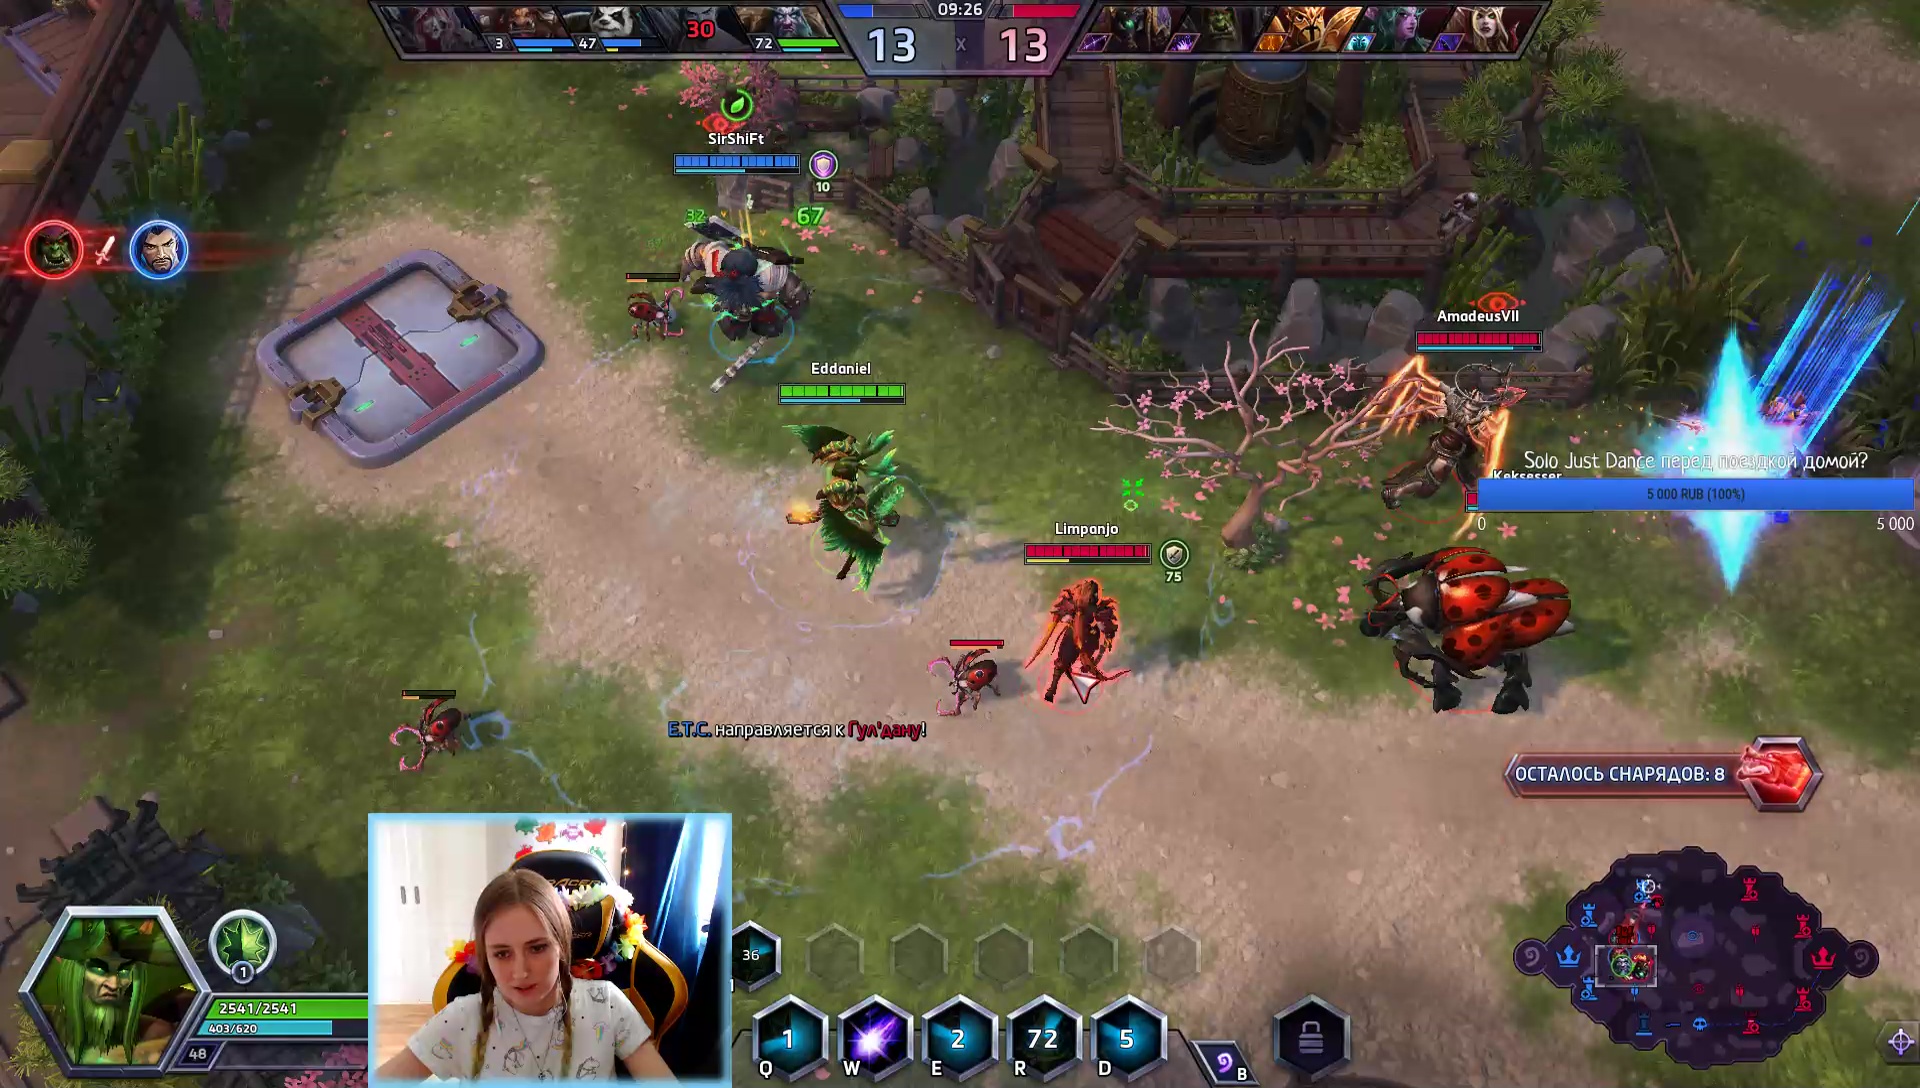 09:26
3
47
30
72
13
X
13
SirShiFt
10
32
67
AmadeusVII
Eddaniel
Solo Just Dance перед поездкой домой?
Keksesser
5 000 RUB (100%)
0
5 000
Limpanjo
75
E.T.C. направляется к Гул'дану!
ОСТАЛОСЬ СНАРЯДОВ: 8
1
2541/2541
403/620
48
36
1
2
72
5
Q
W
E
R
D
B